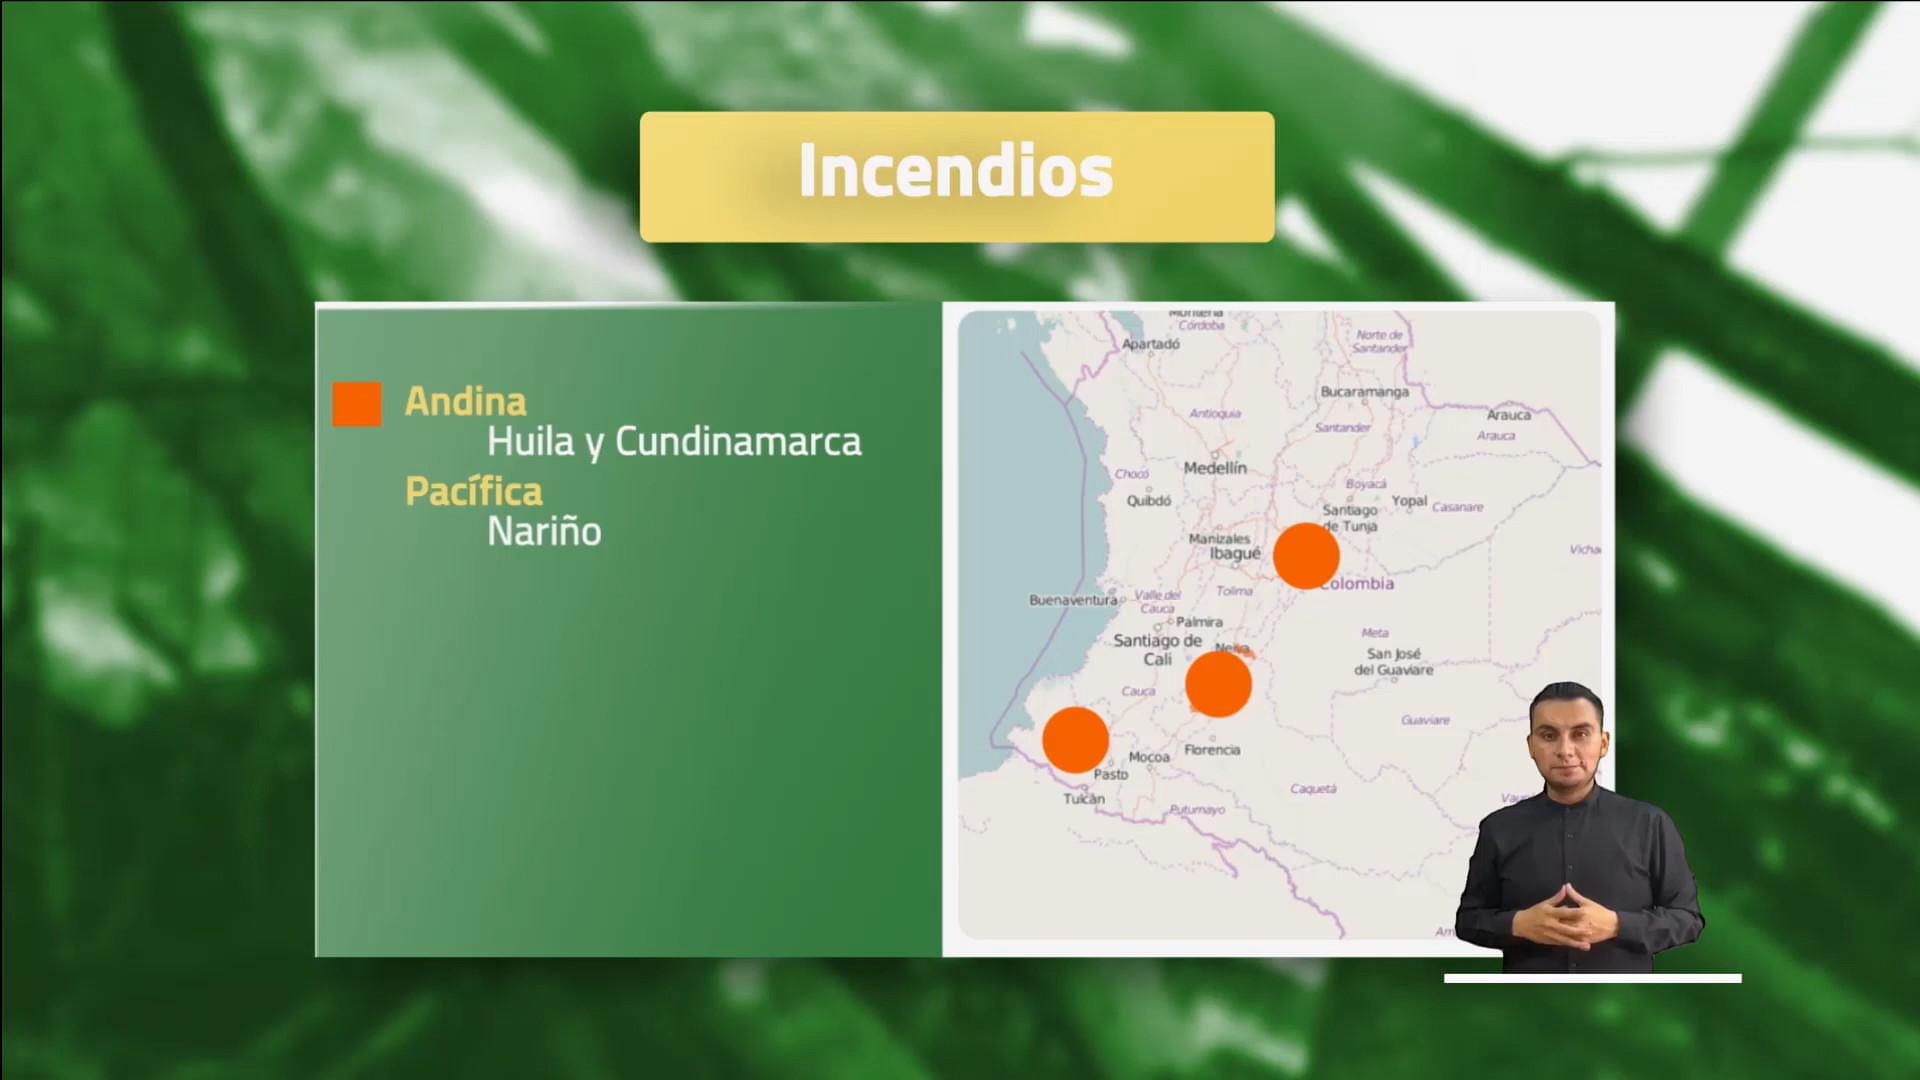 Incendios
Andina
Huila y Cundinamarca
Pacífica
Nariño
Montería
Córdoba
Apartadó
Norte de
Santander
Bucaramanga
Arauca
Antioquia
Santander
Arauca
Medellín
Chocó
Boyacá
Quibdó
Yopal
Casanare
Santiago
de Tunja
Manizales
Ibagué
Tolima
Colombia
Buenaventura
Valle del
Cauca
Palmira
Santiago de
Cali
Neiva
Meta
San José
del Guaviare
Cauca
Guaviare
Florencia
Mocoa
Pasto
Tulcán
Caquetá
Putumayo